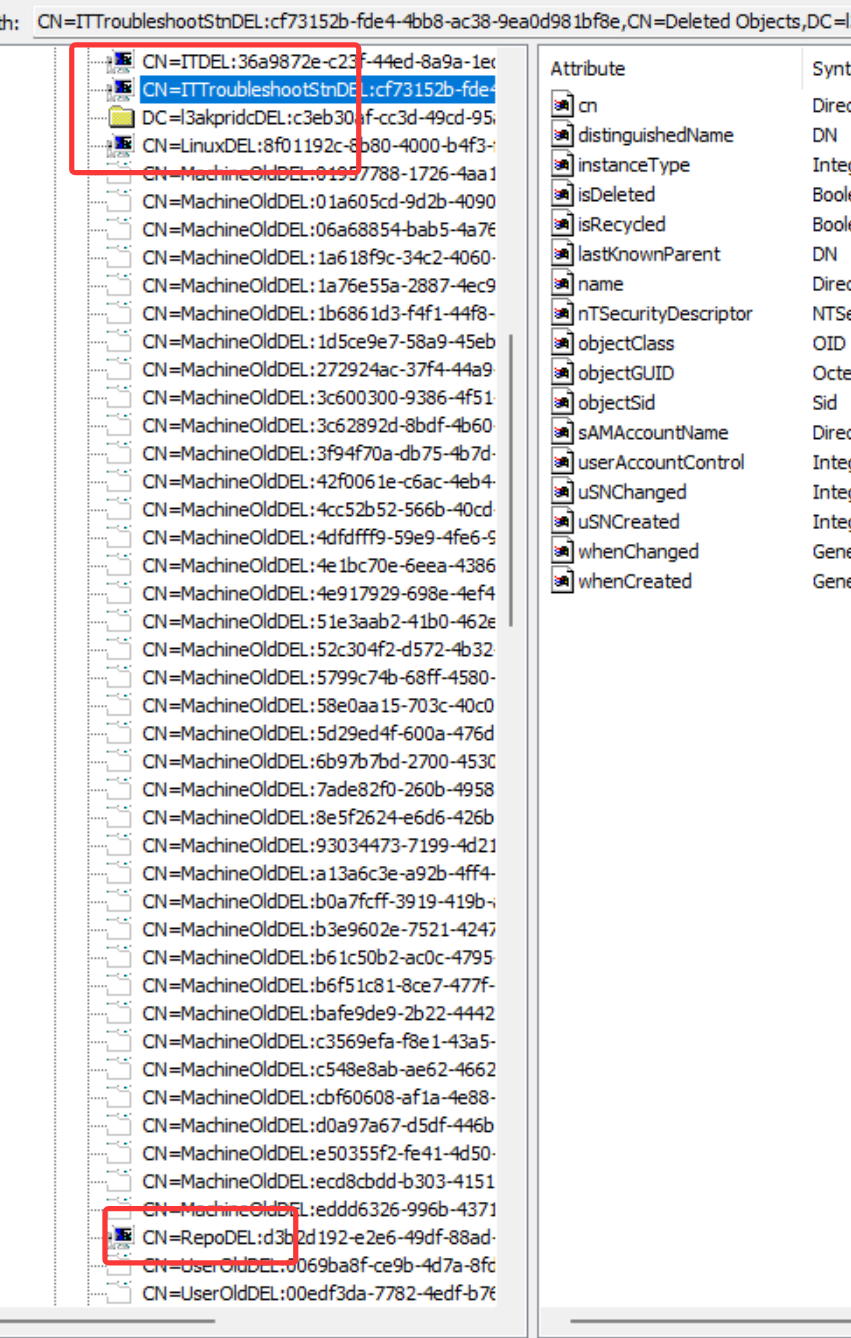 th: CN=ITTroubleshootStnDEL:cf73152b-fde4-4bb8-ac38-9ea0d981bf8e,CN=Deleted Objects,DC=l
CN=ITDEL:36a9872e-c23f-44ed-8a9a-1ec
CN=ITTroubleshootStnDEL:cf73152b-fde4
DC=l3akpridcDEL:c3eb30af-cc3d-49cd-95
CN=LinuxDEL:8f01192c-8b80-4000-b4f3-
CN=MachineOldDEL:01957788-1726-4aa1
CN=MachineOldDEL:01a605cd-9d2b-4090
CN=MachineOldDEL:06a68854-bab5-4a76
CN=MachineOldDEL:1a618f9c-34c2-4060-
CN=MachineOldDEL:1a76e55a-2887-4ec9
CN=MachineOldDEL:1b6861d3-f4f1-44f8-
CN=MachineOldDEL:1d5ce9e7-58a9-45eb
CN=MachineOldDEL:272924ac-37f4-44a9
CN=MachineOldDEL:3c600300-9386-4f51
CN=MachineOldDEL:3c62892d-8bdf-4b60
CN=MachineOldDEL:3f94f70a-db75-4b7d-
CN=MachineOldDEL:42f0061e-c6ac-4eb4-
CN=MachineOldDEL:4cc52b52-566b-40cd
CN=MachineOldDEL:4dfdfff9-59e9-4fe6-9
CN=MachineOldDEL:4e1bc70e-6eea-4386
CN=MachineOldDEL:4e917929-698e-4ef4
CN=MachineOldDEL:51e3aab2-41b0-462e
CN=MachineOldDEL:52c304f2-d572-4b32
CN=MachineOldDEL:5799c74b-68ff-4580-
CN=MachineOldDEL:58e0aa15-703c-40c0
CN=MachineOldDEL:5d29ed4f-600a-476d
CN=MachineOldDEL:6b97b7bd-2700-4530
CN=MachineOldDEL:7ade82f0-260b-4958
CN=MachineOldDEL:8e5f2624-e6d6-426b
CN=MachineOldDEL:93034473-7199-4d21
CN=MachineOldDEL:a13a6c3e-a92b-4ff4-
CN=MachineOldDEL:b0a7fcff-3919-419b-
CN=MachineOldDEL:b3e9602e-7521-4247
CN=MachineOldDEL:b61c50b2-ac0c-4795
CN=MachineOldDEL:b6f51c81-8ce7-477f-
CN=MachineOldDEL:bafe9de9-2b22-4442
CN=MachineOldDEL:c3569efa-f8e1-43a5-
CN=MachineOldDEL:c548e8ab-ae62-4662
CN=MachineOldDEL:cbf60608-af1a-4e88-
CN=MachineOldDEL:d0a97a67-d5df-446b
CN=MachineOldDEL:e50355f2-fe41-4d50-
CN=MachineOldDEL:ecd8cbdd-b303-4151
CN=MachineOldDEL:eddd6326-996b-4371
CN=RepoDEL:d3b2d192-e2e6-49df-88ad-
CN=UserOldDEL:0069ba8f-ce9b-4d7a-8fd
CN=UserOldDEL:00edf3da-7782-4edf-b76
Attribute Synt
cn Direc
distinguishedName DN
instanceType Integ
isDeleted Boole
isRecycled Boole
lastKnownParent DN
name Direc
nTSecurityDescriptor NTSe
objectClass OID
objectGUID Octe
objectSid Sid
sAMAccountName Direc
userAccountControl Integ
uSNChanged Integ
uSNCreated Integ
whenChanged Gene
whenCreated Gene